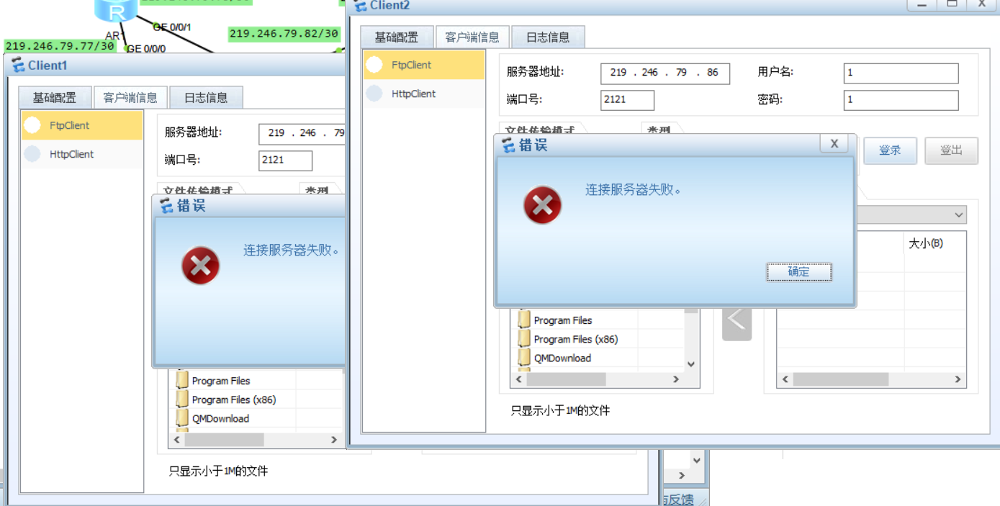 R
AR1
GE 0/0/1
219.246.79.82/30
219.246.79.77/30
GE 0/0/0
Client1
基础配置
客户端信息
日志信息
FtpClient
HttpClient
服务器地址:
219 . 246 . 79
端口号:
2121
文件传输模式
类型
错误
连接服务器失败。
Program Files
Program Files (x86)
QMDownload
只显示小于1M的文件
Client2
基础配置
客户端信息
日志信息
FtpClient
HttpClient
服务器地址:
219 . 246 . 79 . 86
用户名:
1
端口号:
2121
密码:
1
文件传输模式
类型
登录
登出
错误
连接服务器失败。
确定
大小(B)
Program Files
Program Files (x86)
QMDownload
只显示小于1M的文件
与反馈